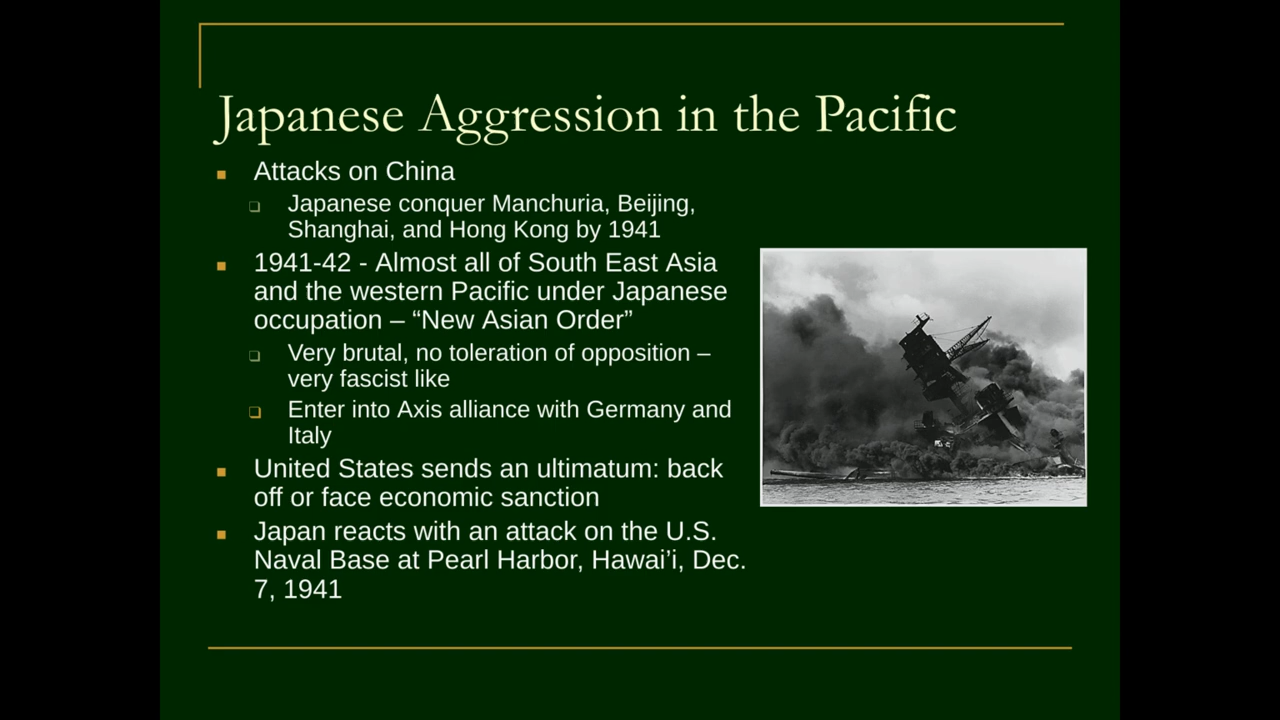 Japanese Aggression in the Pacific
Attacks on China
Japanese conquer Manchuria, Beijing,
Shanghai, and Hong Kong by 1941
1941-42 - Almost all of South East Asia
and the western Pacific under Japanese
occupation – “New Asian Order”
Very brutal, no toleration of opposition –
very fascist like
Enter into Axis alliance with Germany and
Italy
United States sends an ultimatum: back
off or face economic sanction
Japan reacts with an attack on the U.S.
Naval Base at Pearl Harbor, Hawai’i, Dec.
7, 1941